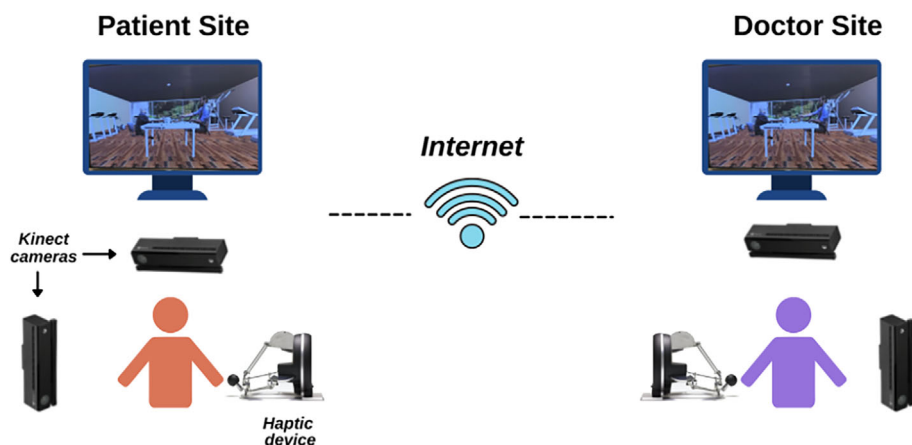 Patient Site
Doctor Site
Internet
Kinect
cameras
Haptic
device